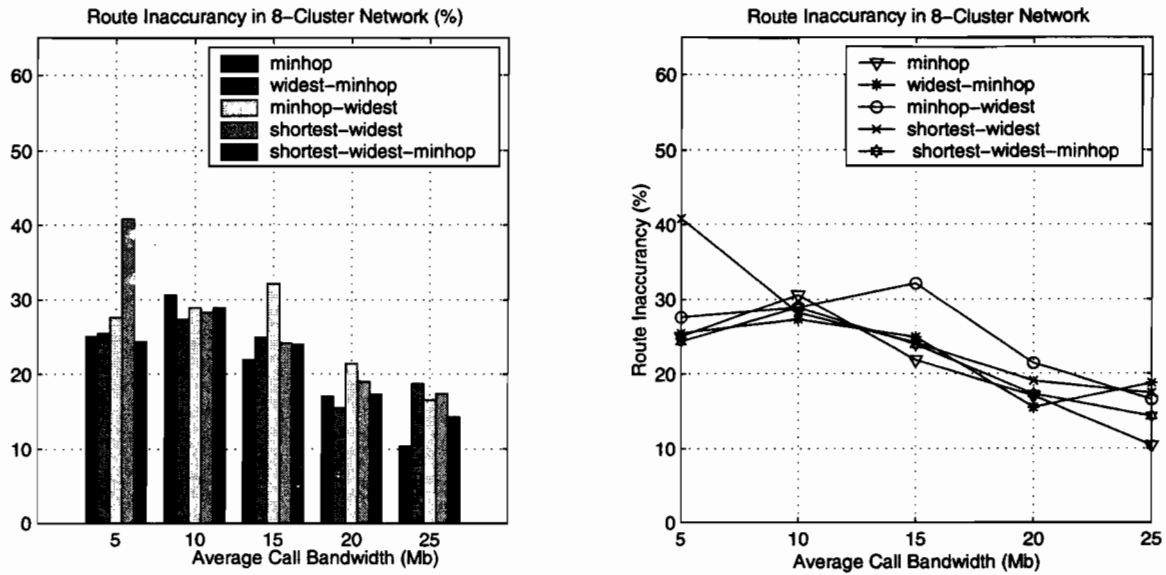 Route Inaccurancy in 8-Cluster Network (%)
60
50
40
30
20
10
0
minhop
widest-minhop
minhop-widest
shortest-widest
shortest-widest-minhop
5 10 15 20 25
Average Call Bandwidth (Mb)
Route Inaccurancy in 8-Cluster Network
Route Inaccurancy (%)
60
50
40
30
20
10
0
minhop
widest-minhop
minhop-widest
shortest-widest
shortest-widest-minhop
5 10 15 20 25
Average Call Bandwidth (Mb)